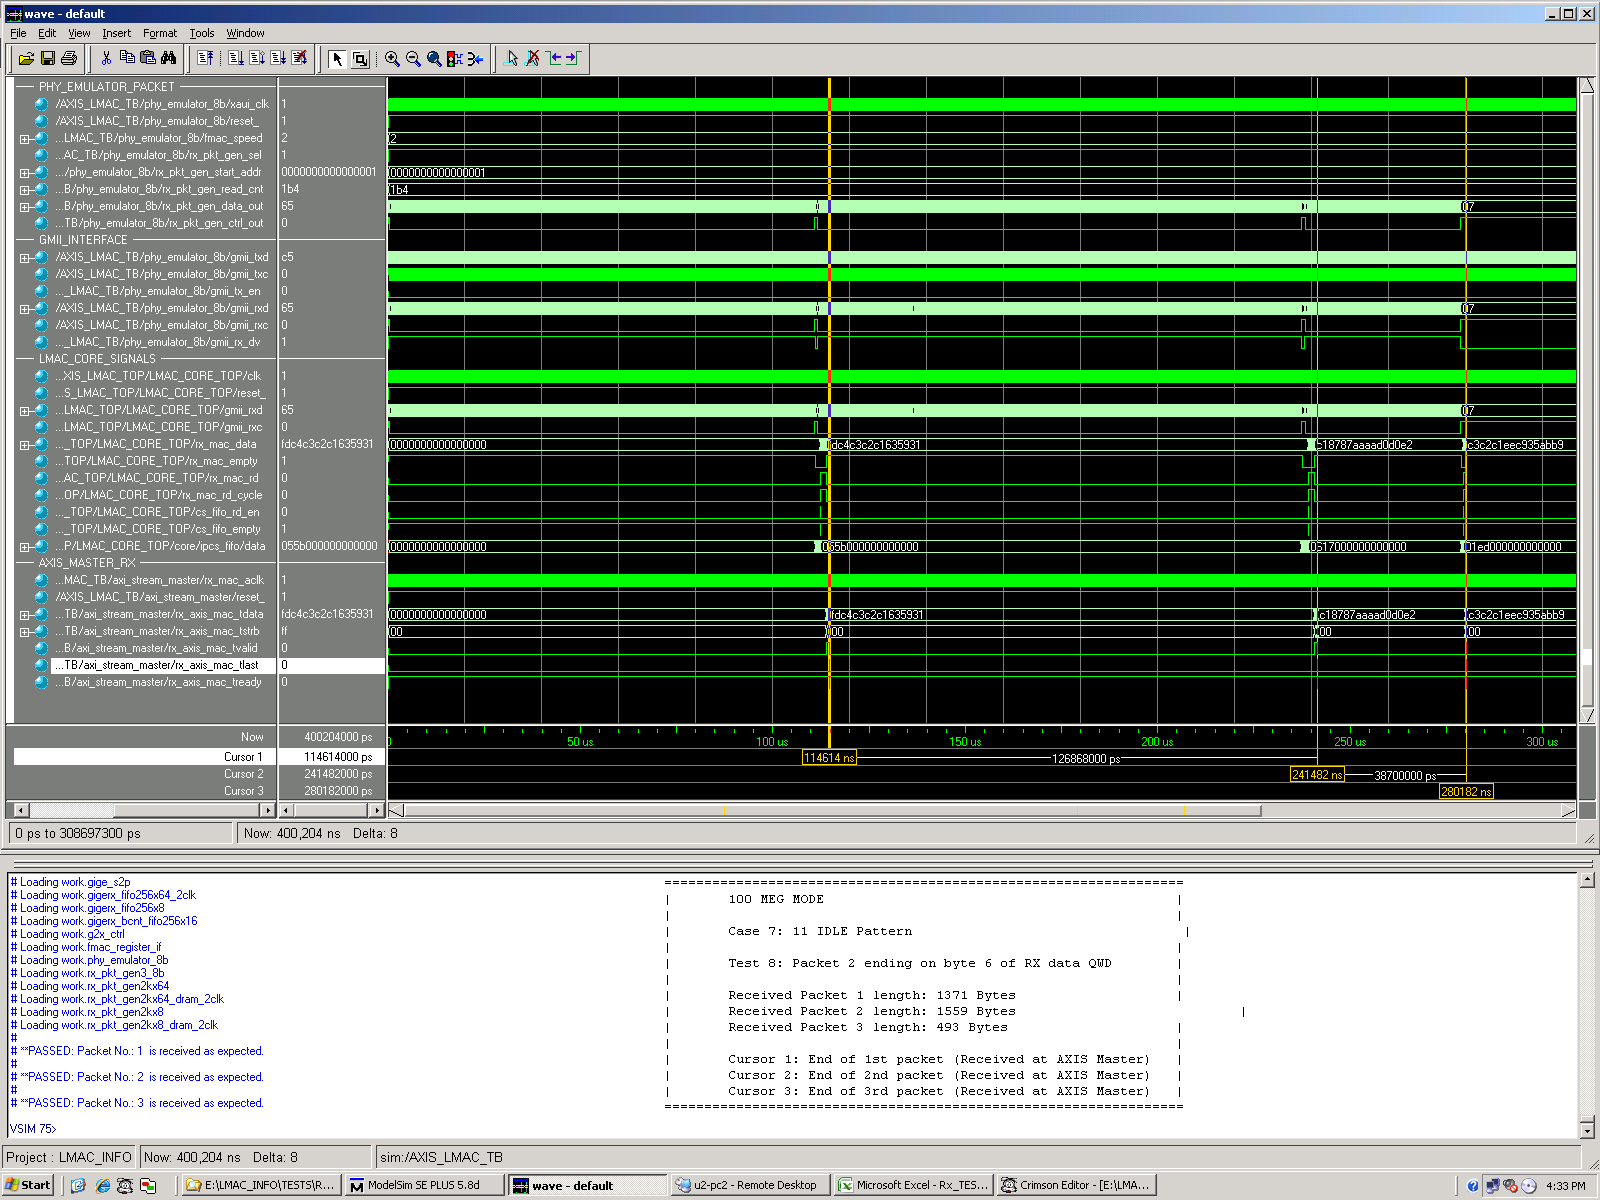 wave - default
File Edit View Insert Format Tools Window
PHY_EMULATOR_PACKET
/AXIS_LMAC_TB/phy_emulator_8b/xaui_clk 1
/AXIS_LMAC_TB/phy_emulator_8b/reset_ 1
...LMAC_TB/phy_emulator_8b/fmac_speed 2 2
...AC_TB/phy_emulator_8b/rx_pkt_gen_sel 1
.../phy_emulator_8b/rx_pkt_gen_start_addr 0000000000000001 0000000000000001
...B/phy_emulator_8b/rx_pkt_gen_read_cnt 1b4 1b4
...B/phy_emulator_8b/rx_pkt_gen_data_out 65 07
...TB/phy_emulator_8b/rx_pkt_gen_ctrl_out 0
GMII_INTERFACE
/AXIS_LMAC_TB/phy_emulator_8b/gmii_txd c5
/AXIS_LMAC_TB/phy_emulator_8b/gmii_txc 0
..._LMAC_TB/phy_emulator_8b/gmii_tx_en 0
/AXIS_LMAC_TB/phy_emulator_8b/gmii_rxd 65 07
/AXIS_LMAC_TB/phy_emulator_8b/gmii_rxc 0
..._LMAC_TB/phy_emulator_8b/gmii_rx_dv 1
LMAC_CORE_SIGNALS
...XIS_LMAC_TOP/LMAC_CORE_TOP/clk 1
...S_LMAC_TOP/LMAC_CORE_TOP/reset_ 1
...LMAC_TOP/LMAC_CORE_TOP/gmii_rxd 65 07
...LMAC_TOP/LMAC_CORE_TOP/gmii_rxc 0
..._TOP/LMAC_CORE_TOP/rx_mac_data fdc4c3c2c1635931 0000000000000000 fdc4c3c2c1635931 c18787aaaad0d0e2 c3c2c1eec935abb9
...TOP/LMAC_CORE_TOP/rx_mac_empty 1
...AC_TOP/LMAC_CORE_TOP/rx_mac_rd 0
...OP/LMAC_CORE_TOP/rx_mac_rd_cycle 0
..._TOP/LMAC_CORE_TOP/cs_fifo_rd_en 0
..._TOP/LMAC_CORE_TOP/cs_fifo_empty 1
...P/LMAC_CORE_TOP/core/ipcs_fifo/data 055b000000000000 0000000000000000 055b000000000000 0617000000000000 01ed000000000000
AXIS_MASTER_RX
...MAC_TB/axi_stream_master/rx_mac_aclk 1
/AXIS_LMAC_TB/axi_stream_master/reset_ 1
...TB/axi_stream_master/rx_axis_mac_tdata fdc4c3c2c1635931 0000000000000000 fdc4c3c2c1635931 c18787aaaad0d0e2 c3c2c1eec935abb9
...TB/axi_stream_master/rx_axis_mac_tstrb ff 00 00 00 00
...B/axi_stream_master/rx_axis_mac_tvalid 0
...TB/axi_stream_master/rx_axis_mac_tlast 0
...B/axi_stream_master/rx_axis_mac_tready 0
Now 400204000 ps 0 50 us 100 us 150 us 200 us 250 us 300 us
Cursor 1 114614000 ps 114614 ns 126868000 ps
Cursor 2 241482000 ps 241482 ns 38700000 ps
Cursor 3 280182000 ps 280182 ns
0 ps to 308697300 ps Now: 400,204 ns Delta: 8
# Loading work.gige_s2p
# Loading work.gigerx_fifo256x64_2clk
# Loading work.gigerx_fifo256x8
# Loading work.gigerx_bcnt_fifo256x16
# Loading work.g2x_ctrl
# Loading work.fmac_register_if
# Loading work.phy_emulator_8b
# Loading work.rx_pkt_gen3_8b
# Loading work.rx_pkt_gen2kx64
# Loading work.rx_pkt_gen2kx64_dram_2clk
# Loading work.rx_pkt_gen2kx8
# Loading work.rx_pkt_gen2kx8_dram_2clk
#
# **PASSED: Packet No.: 1 is received as expected.
#
# **PASSED: Packet No.: 2 is received as expected.
#
# **PASSED: Packet No.: 3 is received as expected.
VSIM 75>
=================================================================
| 100 MEG MODE |
| |
| Case 7: 11 IDLE Pattern |
| |
| Test 8: Packet 2 ending on byte 6 of RX data QWD |
| |
| Received Packet 1 length: 1371 Bytes |
| Received Packet 2 length: 1559 Bytes |
| Received Packet 3 length: 493 Bytes |
| |
| Cursor 1: End of 1st packet (Received at AXIS Master) |
| Cursor 2: End of 2nd packet (Received at AXIS Master) |
| Cursor 3: End of 3rd packet (Received at AXIS Master) |
=================================================================
Project : LMAC_INFO Now: 400,204 ns Delta: 8 sim:/AXIS_LMAC_TB
Start E:\LMAC_INFO\TESTS\R... ModelSim SE PLUS 5.8d wave - default u2-pc2 - Remote Desktop Microsoft Excel - Rx_TES... Crimson Editor - [E:\LMA... 4:33 PM